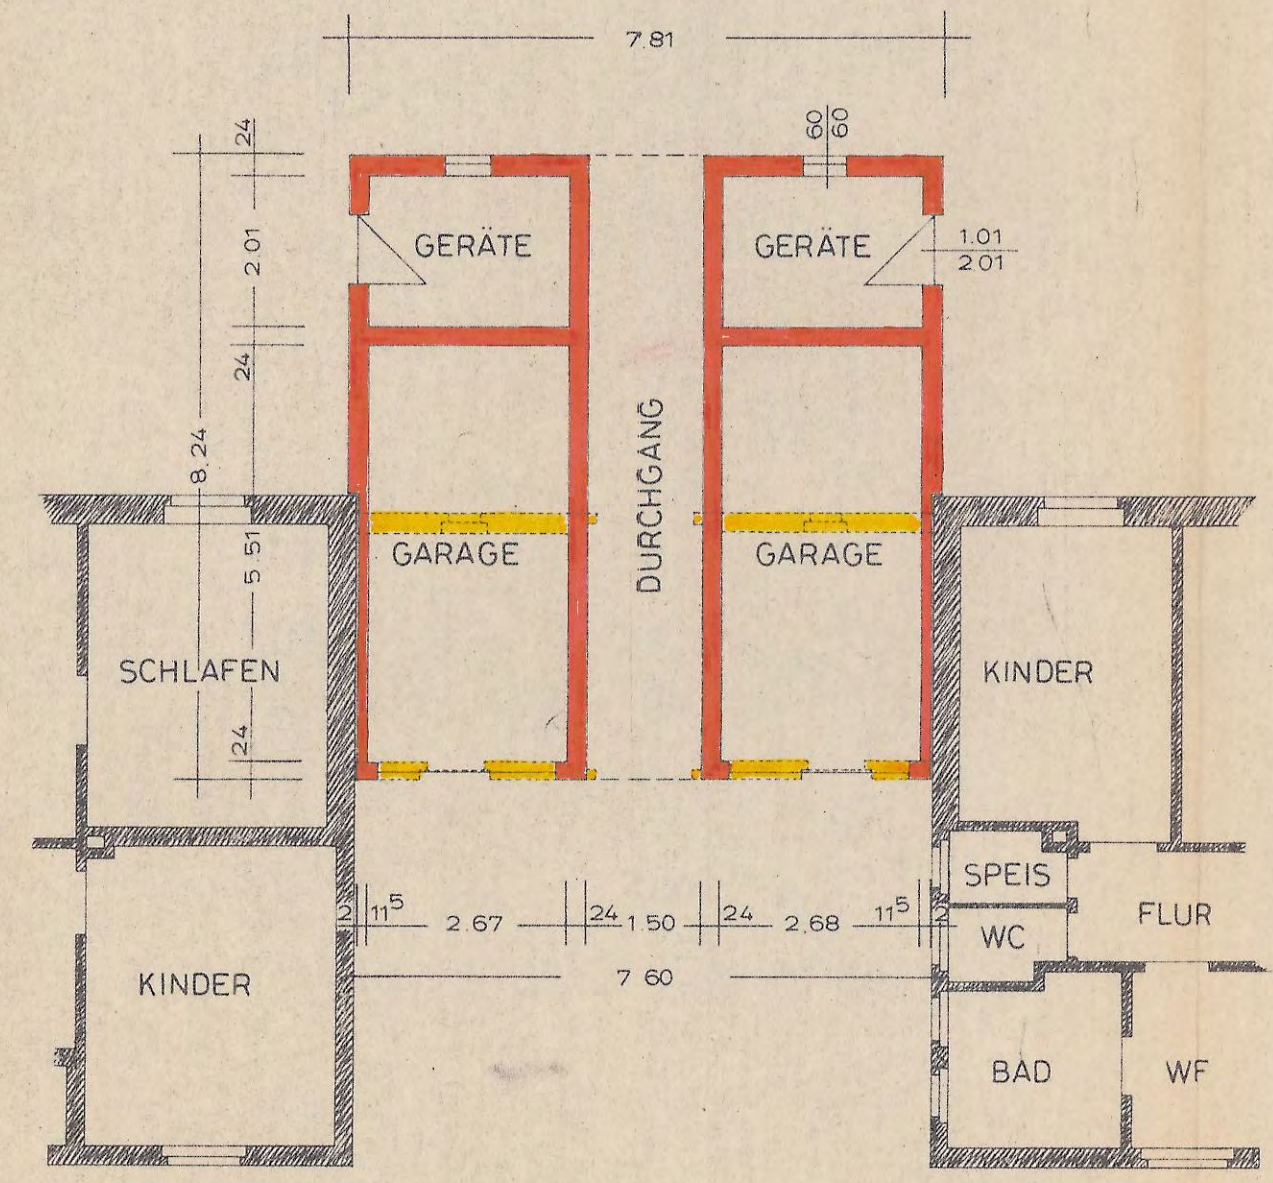 7.81
24
60
60
2.01
GERÄTE
GERÄTE
1.01
2.01
24
8.24
DURCHGANG
5.51
GARAGE
GARAGE
SCHLAFEN
KINDER
24
SPEIS
2
11⁵
2.67
24
1.50
24
2.68
11⁵
2
FLUR
WC
KINDER
7 60
BAD
WF